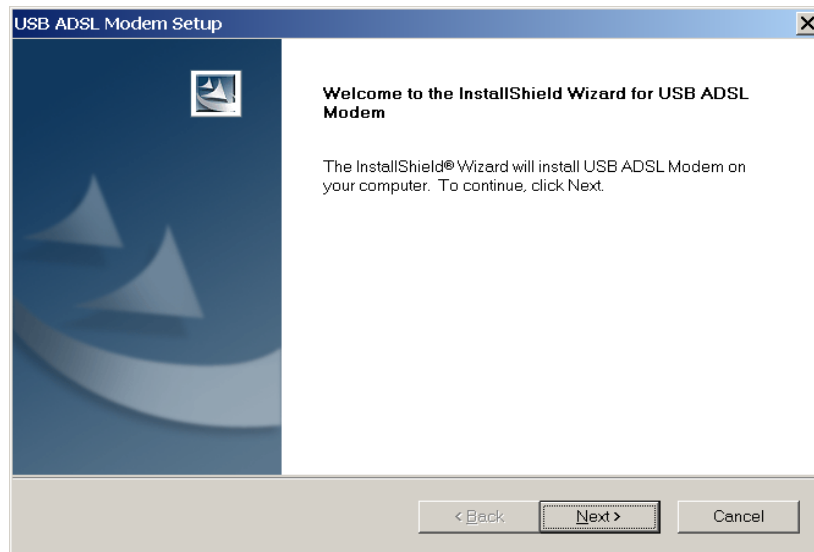 USB ADSL Modem Setup
Welcome to the InstallShield Wizard for USB ADSL
Modem
The InstallShield® Wizard will install USB ADSL Modem on
your computer. To continue, click Next.
< Back
Next >
Cancel